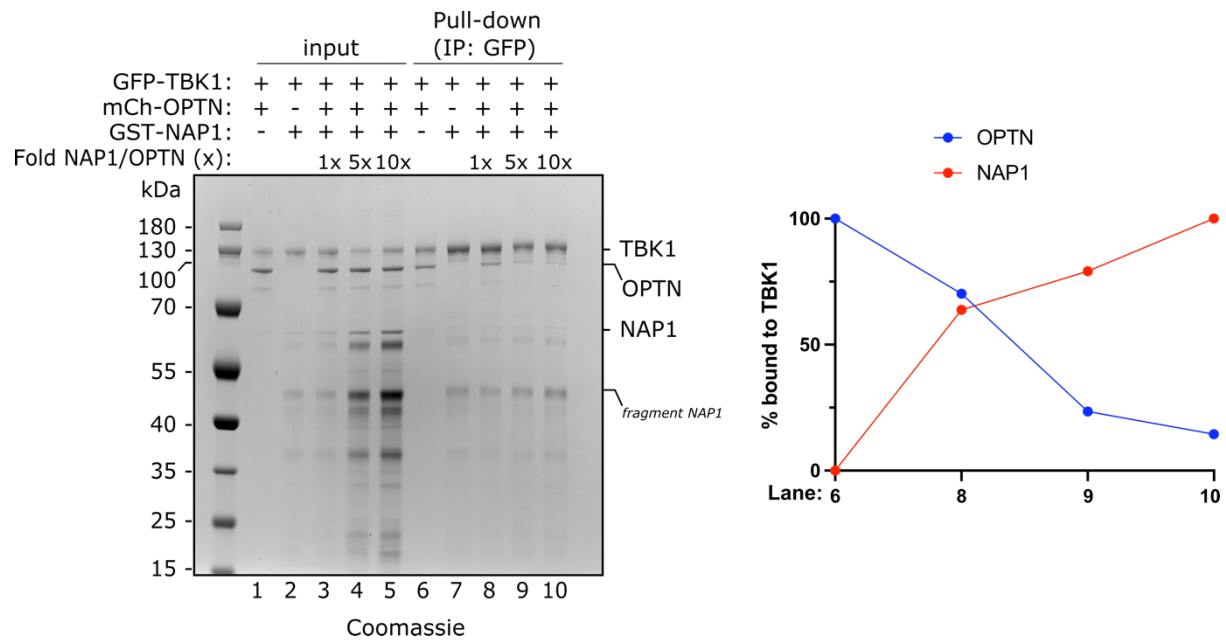 Pull-down
input (IP: GFP)
GFP-TBK1: + + + + + + + + + +
mCh-OPTN: + - + + + + - + + +
GST-NAP1: - + + + + - + + + +
Fold NAP1/OPTN (x): 1x 5x 10x 1x 5x 10x
kDa
180 -
130 -
100
70 -
55 -
40 -
35 -
25 -
15 -
TBK1
OPTN
NAP1
fragment NAP1
1 2 3 4 5 6 7 8 9 10
Coomassie
OPTN
NAP1
% bound to TBK1
100
50
0
Lane: 6 8 9 10